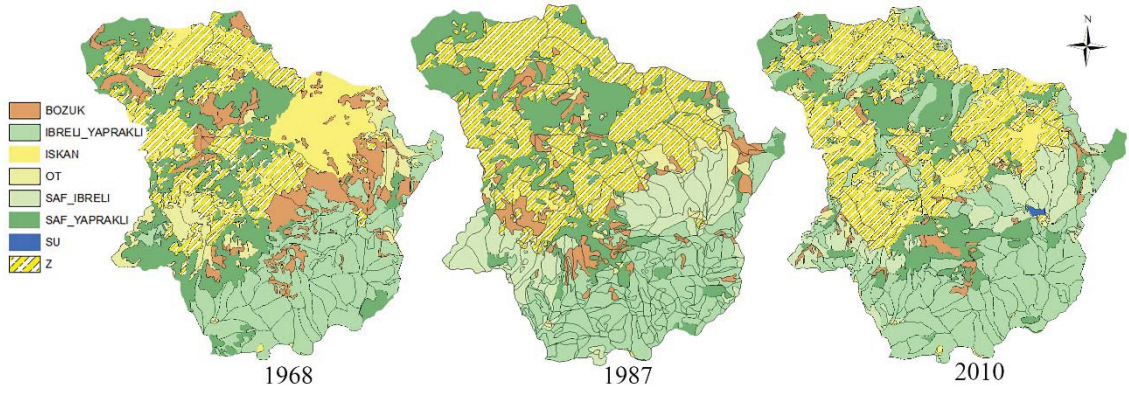 N
BOZUK
IBRELI_YAPRAKLI
ISKAN
OT
SAF_IBRELI
SAF_YAPRAKLI
SU
Z
1968
1987
2010